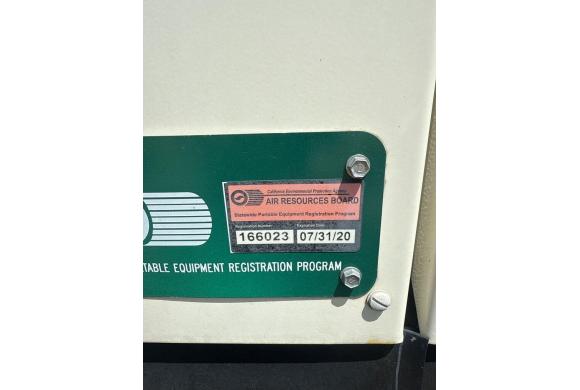 California Environmental Protection Agency
AIR RESOURCES BOARD
Statewide Portable Equipment Registration Program
Registration Number Expiration Date
166023 07/31/20
TABLE EQUIPMENT REGISTRATION PROGRAM